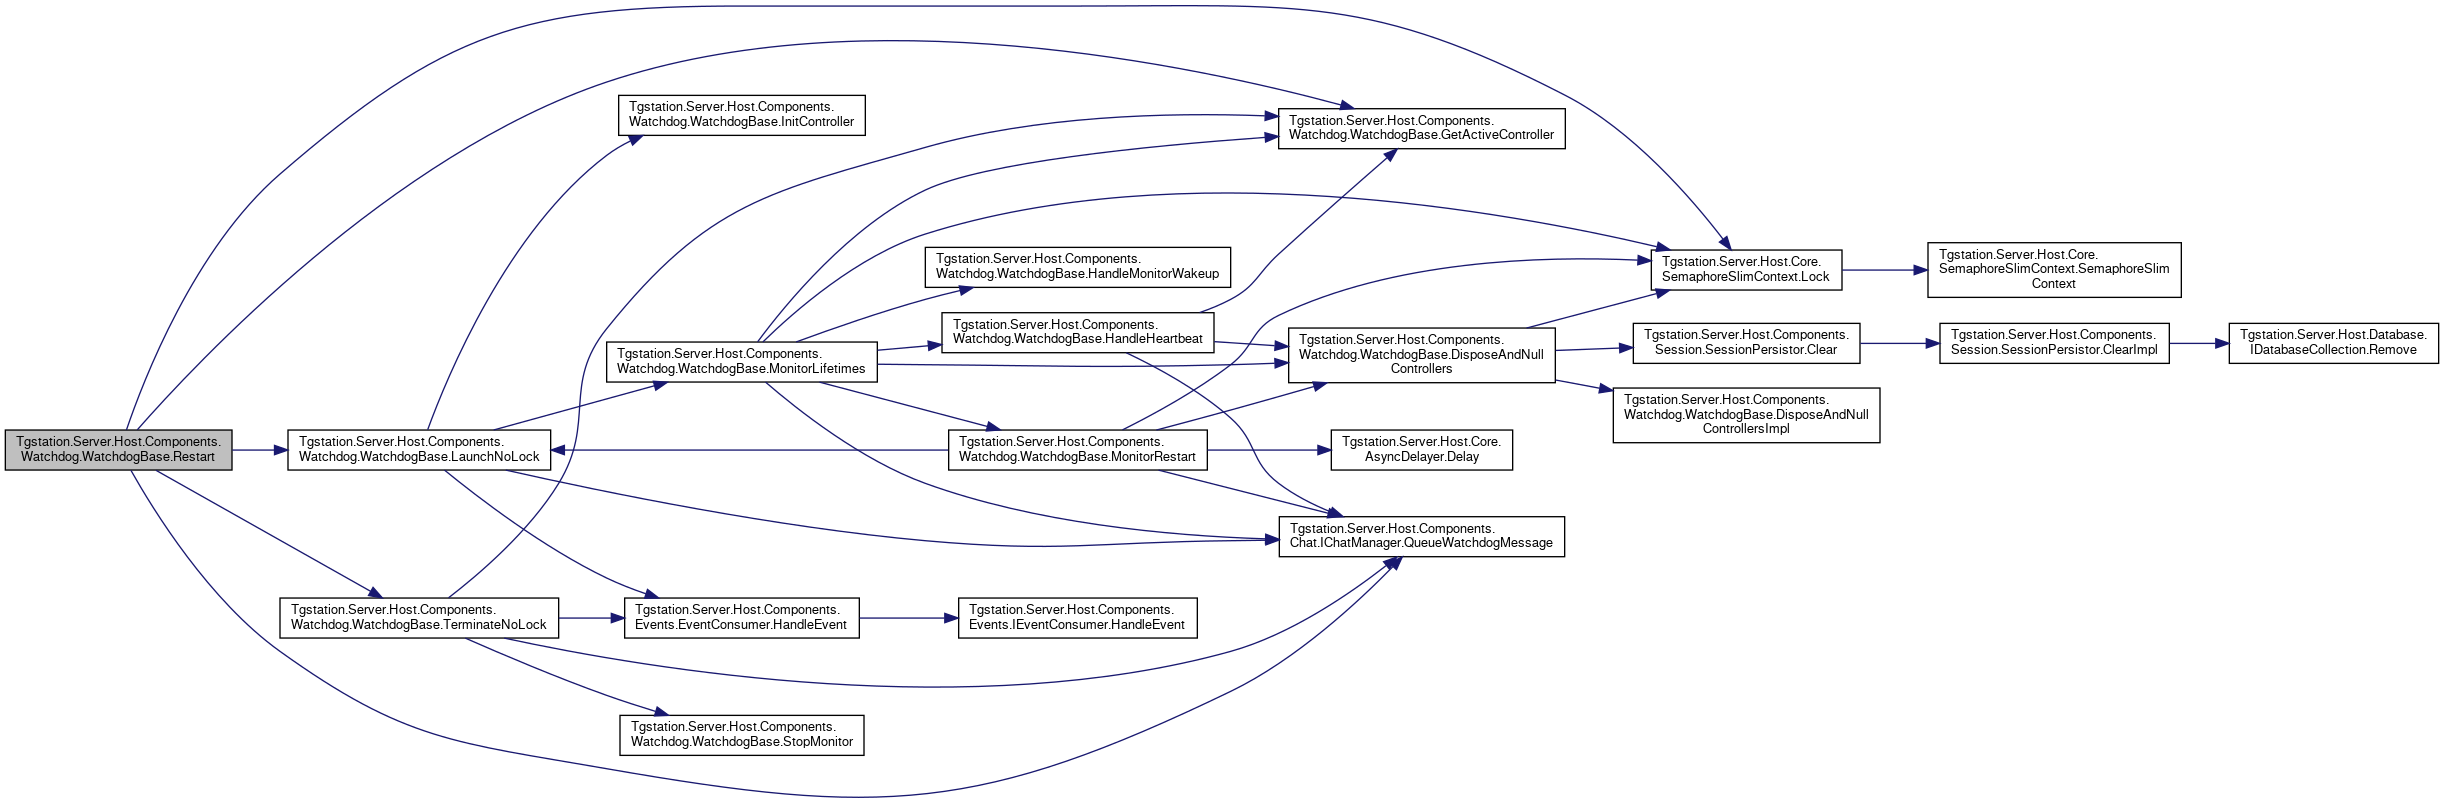 Tgstation.Server.Host.Components.
Watchdog.WatchdogBase.Restart
Tgstation.Server.Host.Components.
Watchdog.WatchdogBase.LaunchNoLock
Tgstation.Server.Host.Components.
Watchdog.WatchdogBase.TerminateNoLock
Tgstation.Server.Host.Components.
Watchdog.WatchdogBase.InitController
Tgstation.Server.Host.Components.
Watchdog.WatchdogBase.MonitorLifetimes
Tgstation.Server.Host.Components.
Events.EventConsumer.HandleEvent
Tgstation.Server.Host.Components.
Watchdog.WatchdogBase.StopMonitor
Tgstation.Server.Host.Components.
Watchdog.WatchdogBase.HandleMonitorWakeup
Tgstation.Server.Host.Components.
Watchdog.WatchdogBase.HandleHeartbeat
Tgstation.Server.Host.Components.
Watchdog.WatchdogBase.MonitorRestart
Tgstation.Server.Host.Components.
Events.IEventConsumer.HandleEvent
Tgstation.Server.Host.Components.
Watchdog.WatchdogBase.GetActiveController
Tgstation.Server.Host.Components.
Watchdog.WatchdogBase.DisposeAndNull
Controllers
Tgstation.Server.Host.Core.
AsyncDelayer.Delay
Tgstation.Server.Host.Components.
Chat.IChatManager.QueueWatchdogMessage
Tgstation.Server.Host.Core.
SemaphoreSlimContext.Lock
Tgstation.Server.Host.Components.
Session.SessionPersistor.Clear
Tgstation.Server.Host.Components.
Watchdog.WatchdogBase.DisposeAndNull
ControllersImpl
Tgstation.Server.Host.Core.
SemaphoreSlimContext.SemaphoreSlim
Context
Tgstation.Server.Host.Components.
Session.SessionPersistor.ClearImpl
Tgstation.Server.Host.Database.
IDatabaseCollection.Remove